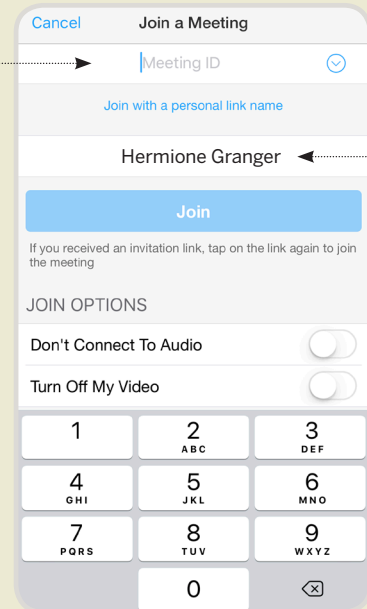 Cancel Join a Meeting
Meeting ID
Join with a personal link name
Hermione Granger
Join
If you received an invitation link, tap on the link again to join
the meeting
JOIN OPTIONS
Don't Connect To Audio
Turn Off My Video
1 2 3
ABC DEF
4 5 6
GHI JKL MNO
7 8 9
PQRS TUV WXYZ
0